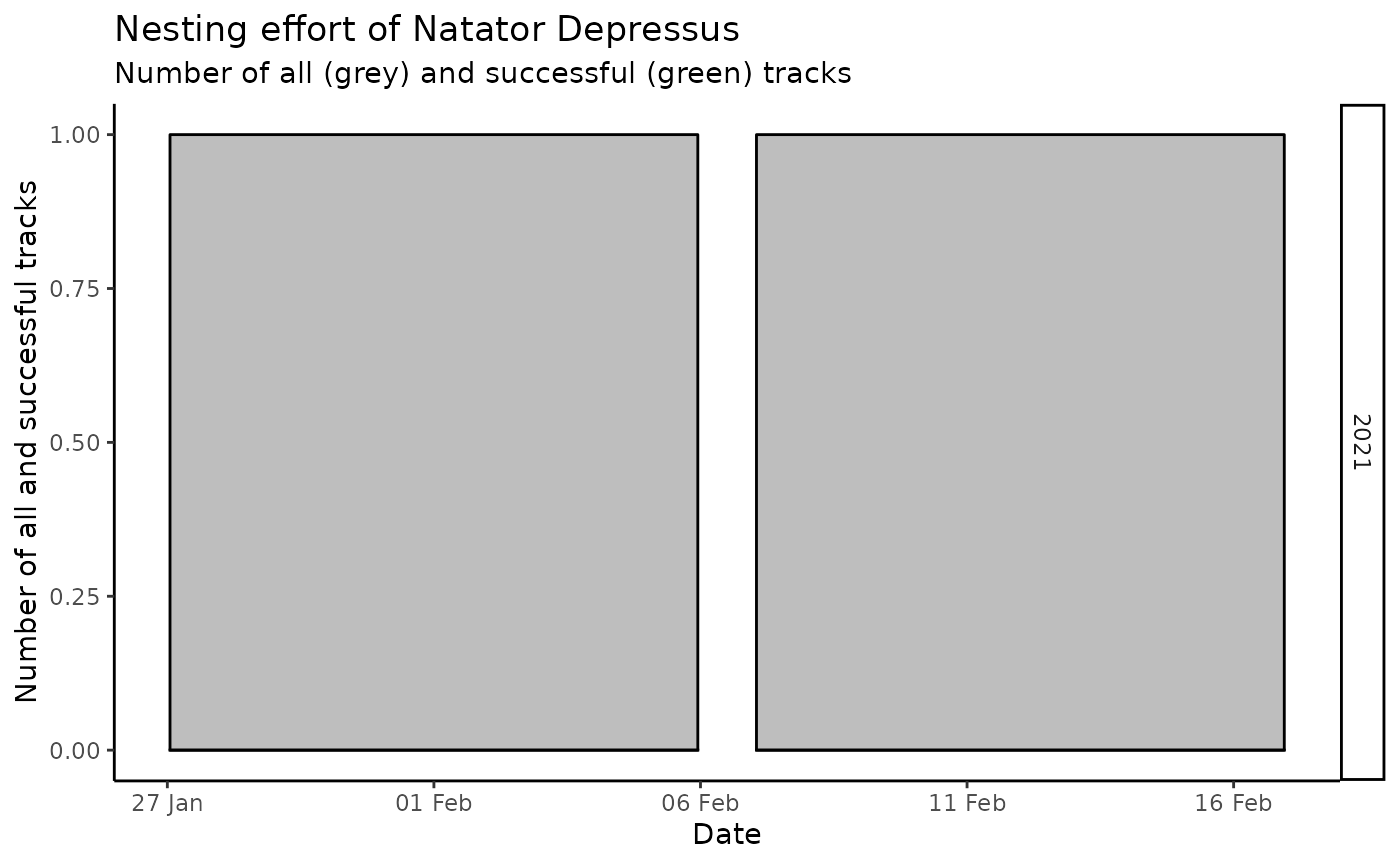 Nesting effort of Natator Depressus
Number of all (grey) and successful (green) tracks
Number of all and successful tracks
1.00
0.75
0.50
0.25
0.00
2021
27 Jan
01 Feb
06 Feb
11 Feb
16 Feb
Date